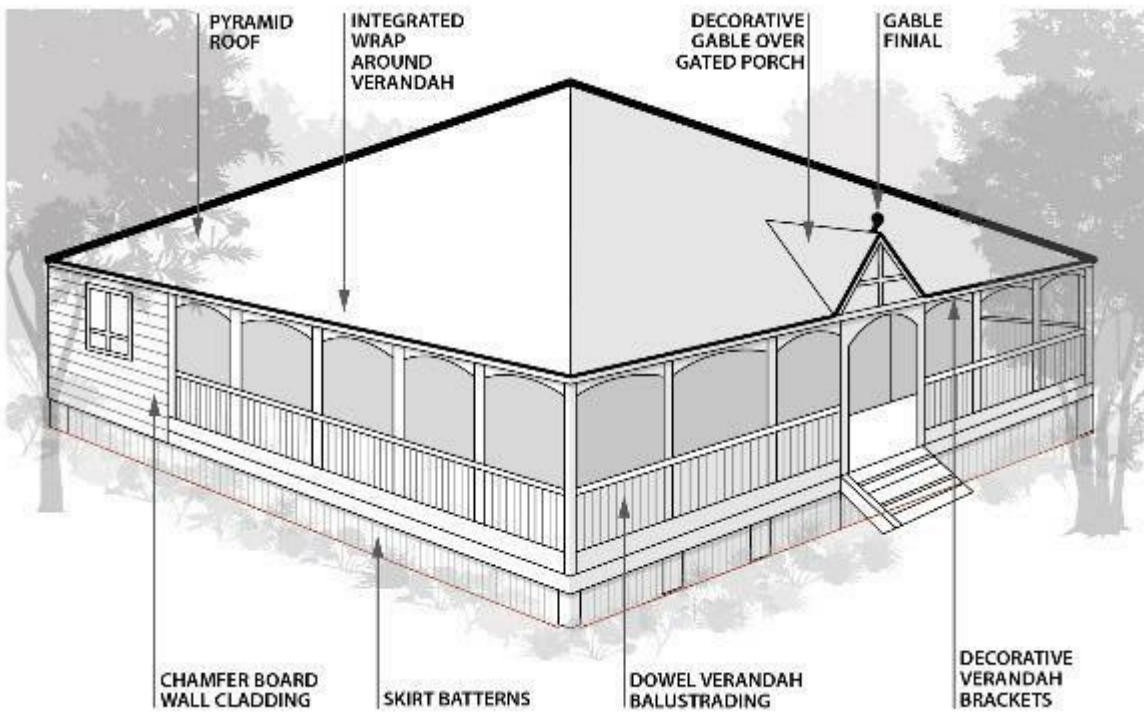 PYRAMID
ROOF
INTEGRATED
WRAP
AROUND
VERANDAH
DECORATIVE
GABLE OVER
GATED PORCH
GABLE
FINIAL
CHAMFER BOARD
WALL CLADDING
SKIRT BATTERNS
DOWEL VERANDAH
BALUSTRADING
DECORATIVE
VERANDAH
BRACKETS